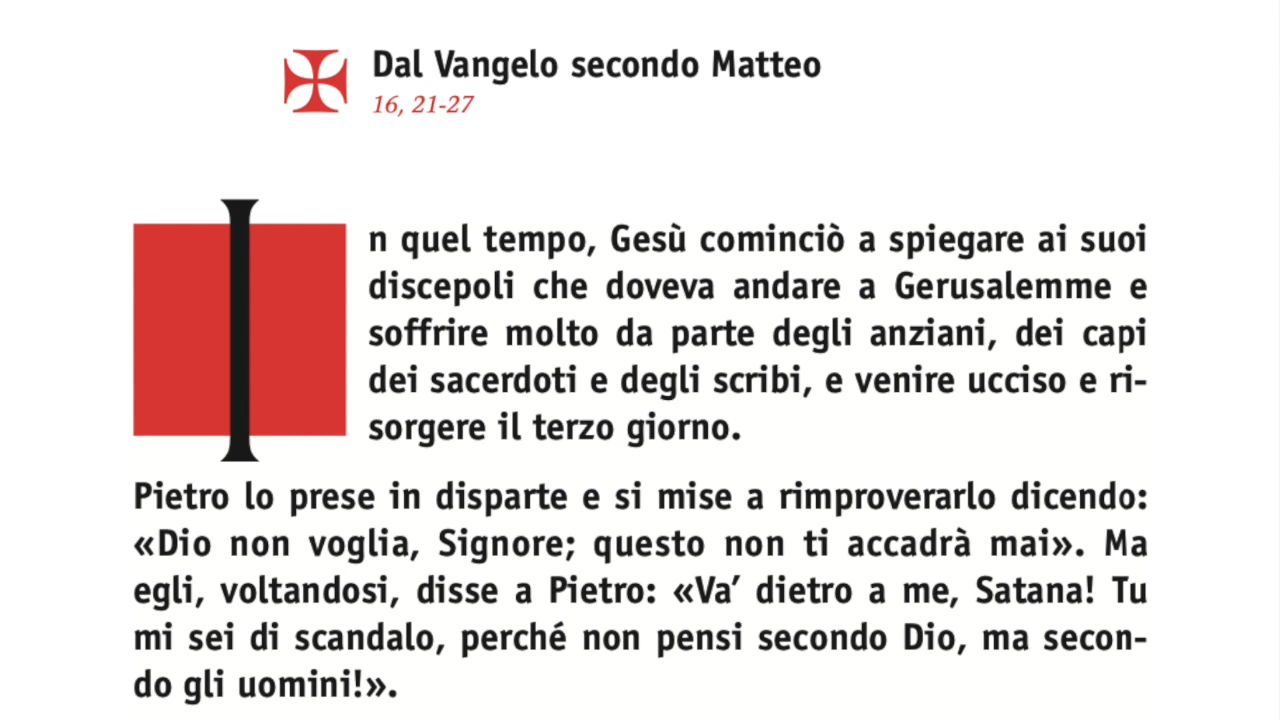 Dal Vangelo secondo Matteo
16, 21-27
In quel tempo, Gesù cominciò a spiegare ai suoi
discepoli che doveva andare a Gerusalemme e
soffrire molto da parte degli anziani, dei capi
dei sacerdoti e degli scribi, e venire ucciso e ri-
sorgere il terzo giorno.
Pietro lo prese in disparte e si mise a rimproverarlo dicendo:
«Dio non voglia, Signore; questo non ti accadrà mai». Ma
egli, voltandosi, disse a Pietro: «Va’ dietro a me, Satana! Tu
mi sei di scandalo, perché non pensi secondo Dio, ma secon-
do gli uomini!».